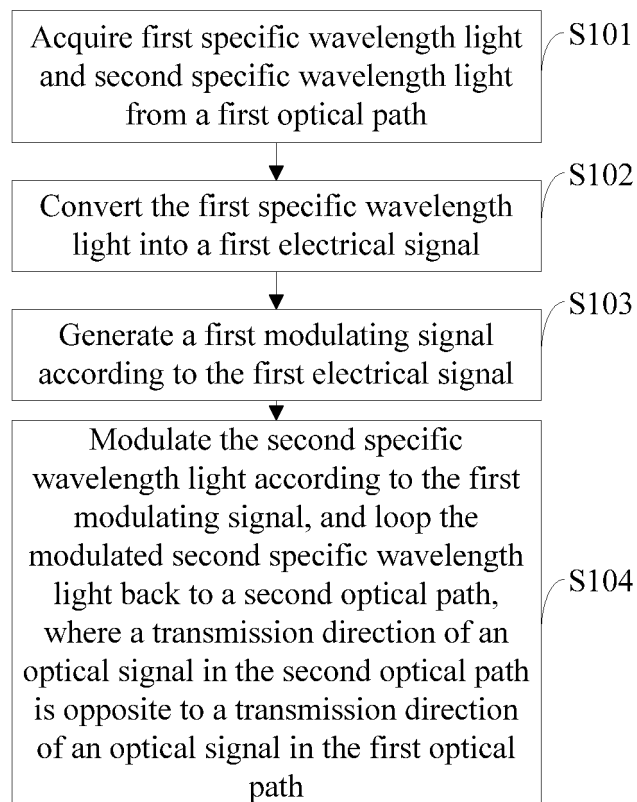 Acquire first specific wavelength light
and second specific wavelength light
from a first optical path
S101
Convert the first specific wavelength
light into a first electrical signal
S102
Generate a first modulating signal
according to the first electrical signal
S103
Modulate the second specific
wavelength light according to the first
modulating signal, and loop the
modulated second specific wavelength
light back to a second optical path,
where a transmission direction of an
optical signal in the second optical path
is opposite to a transmission direction
of an optical signal in the first optical
path
S104